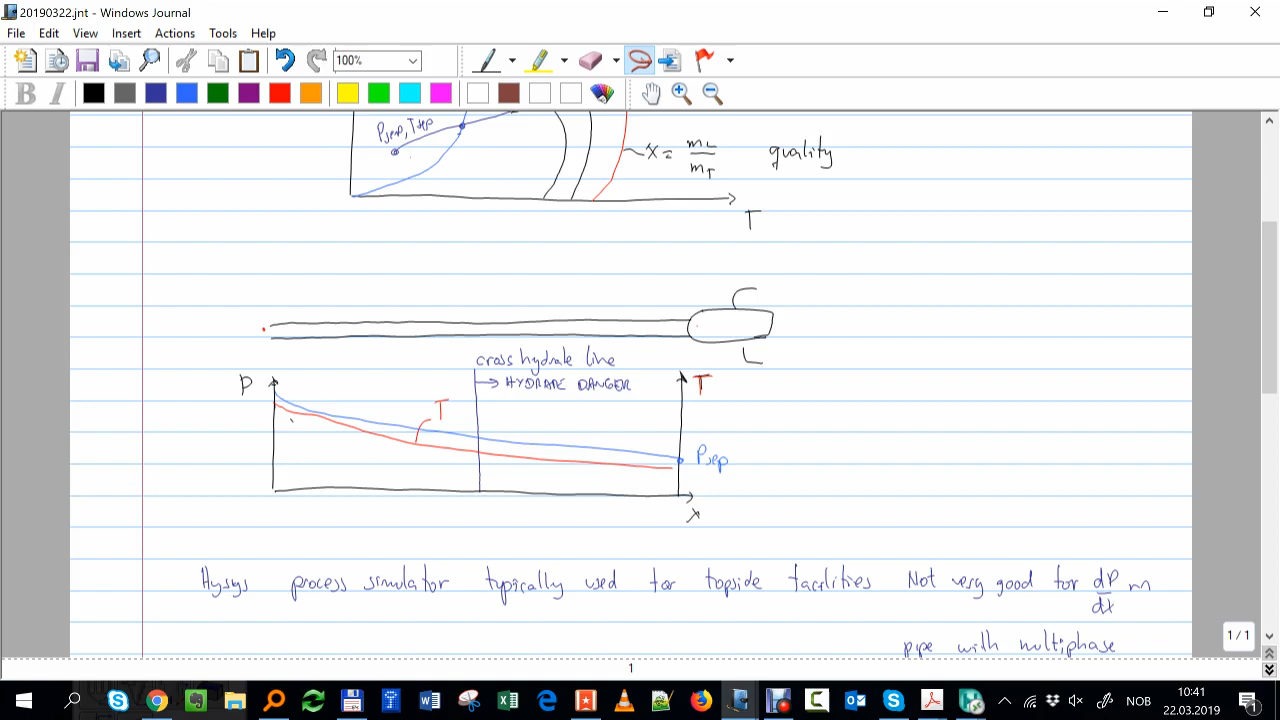 20190322.jnt - Windows Journal
File Edit View Insert Actions Tools Help
100%
B I
Psep, Tsep
x = mL/mT quality
T
G
L
cross hydrate line
→ HYDRATE DANGER
P
T
T
Psep
x
Hysys process simulator typically used for topside facilities Not very good for dP/dx in
pipe with multiphase
1 / 1
1
NOB
10:41
22.03.2019
1